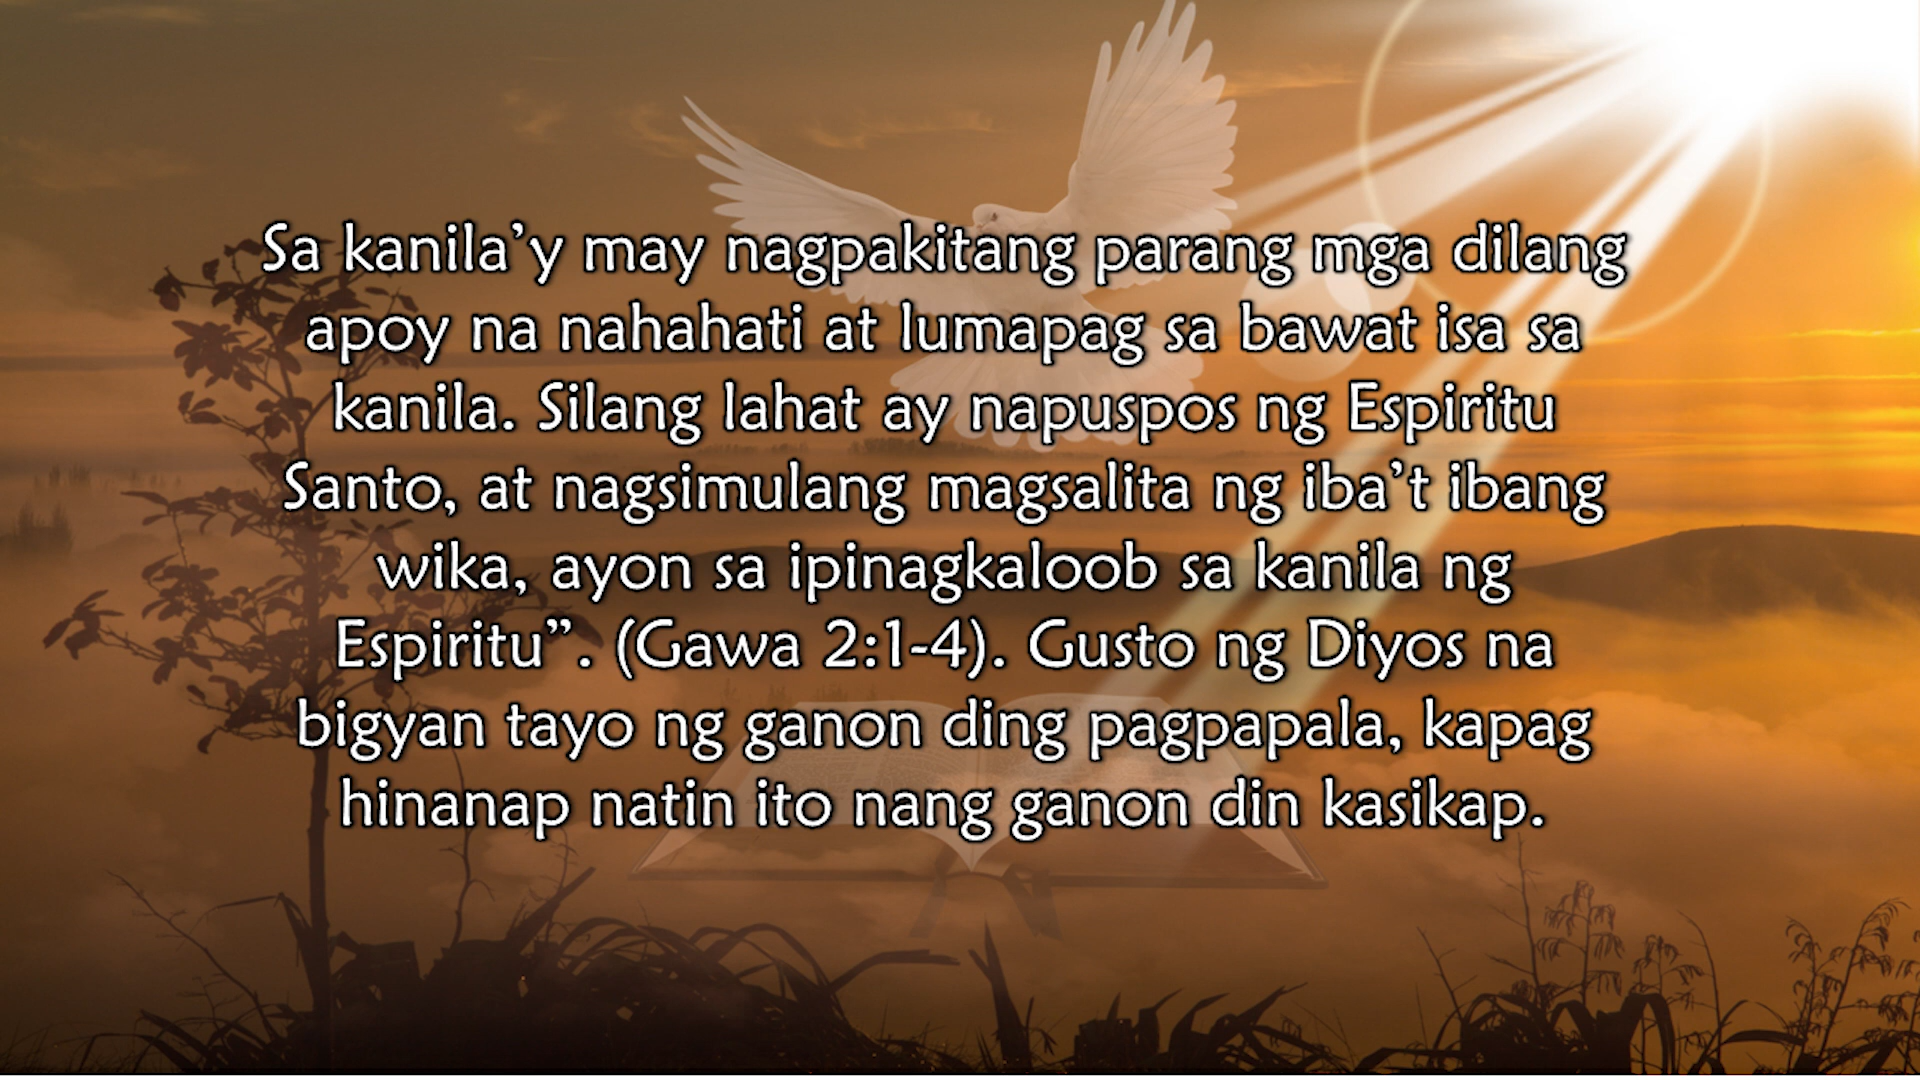 Sa kanila’y may nagpakitang parang mga dilang
apoy na nahahati at lumapag sa bawat isa sa
kanila. Silang lahat ay napuspos ng Espiritu
Santo, at nagsimulang magsalita ng iba’t ibang
wika, ayon sa ipinagkaloob sa kanila ng
Espiritu”. (Gawa 2:1-4). Gusto ng Diyos na
bigyan tayo ng ganon ding pagpapala, kapag
hinanap natin ito nang ganon din kasikap.